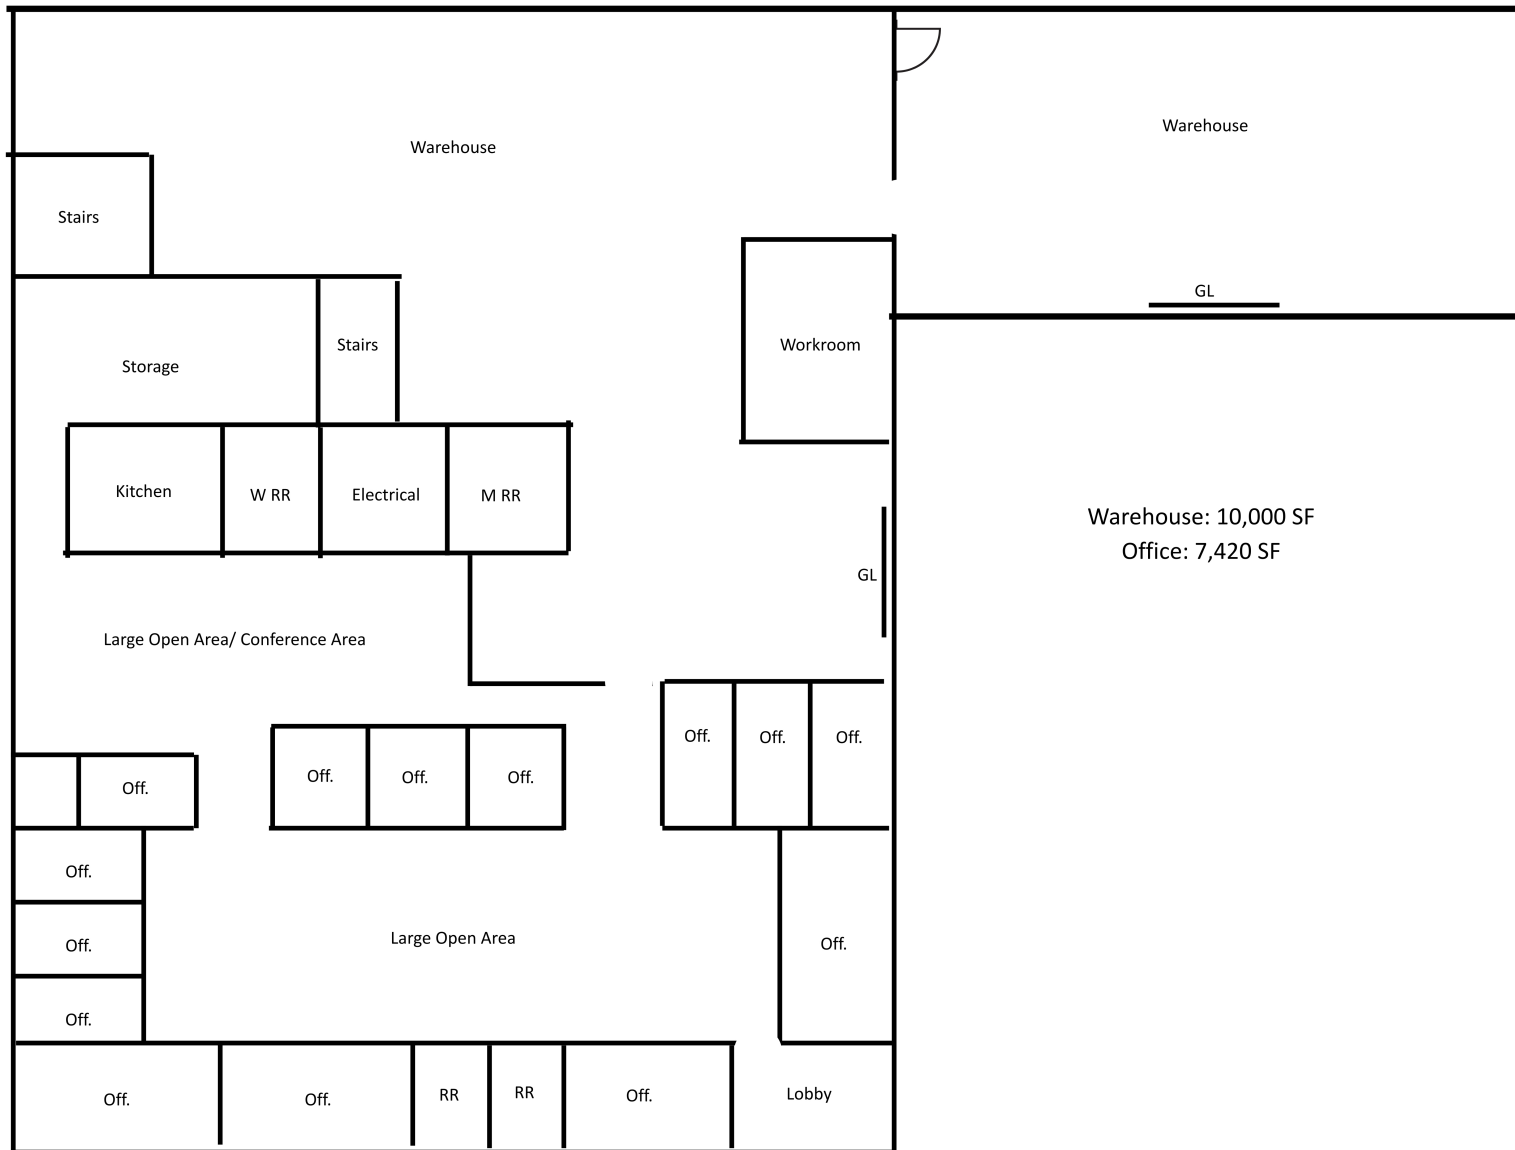 Warehouse
Warehouse
Stairs
GL
Stairs
Workroom
Storage
Kitchen
W RR
Electrical
M RR
Warehouse: 10,000 SF
Office: 7,420 SF
GL
Large Open Area/ Conference Area
Off.
Off.
Off.
Off.
Off.
Off.
Off.
Off.
Large Open Area
Off.
Off.
Off.
Off.
Off.
RR
RR
Off.
Lobby